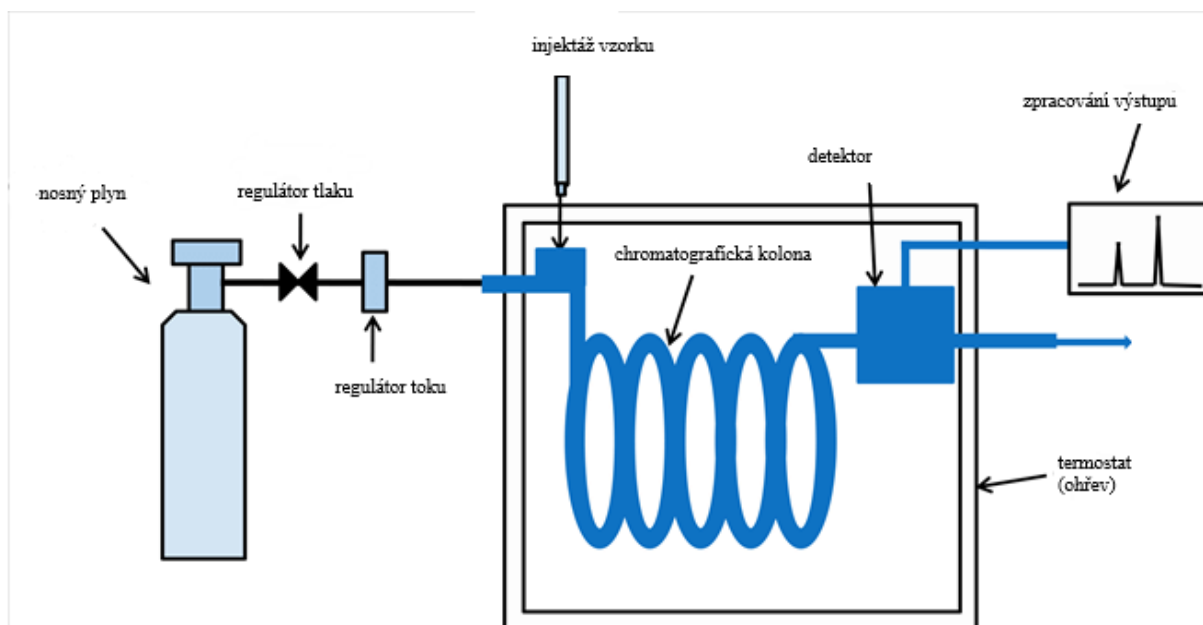 injektáž vzorku
zpracování výstupu
detektor
-nosný plyn
regulátor tlaku
chromatografická kolona
regulátor toku
termostat
(ohřev)